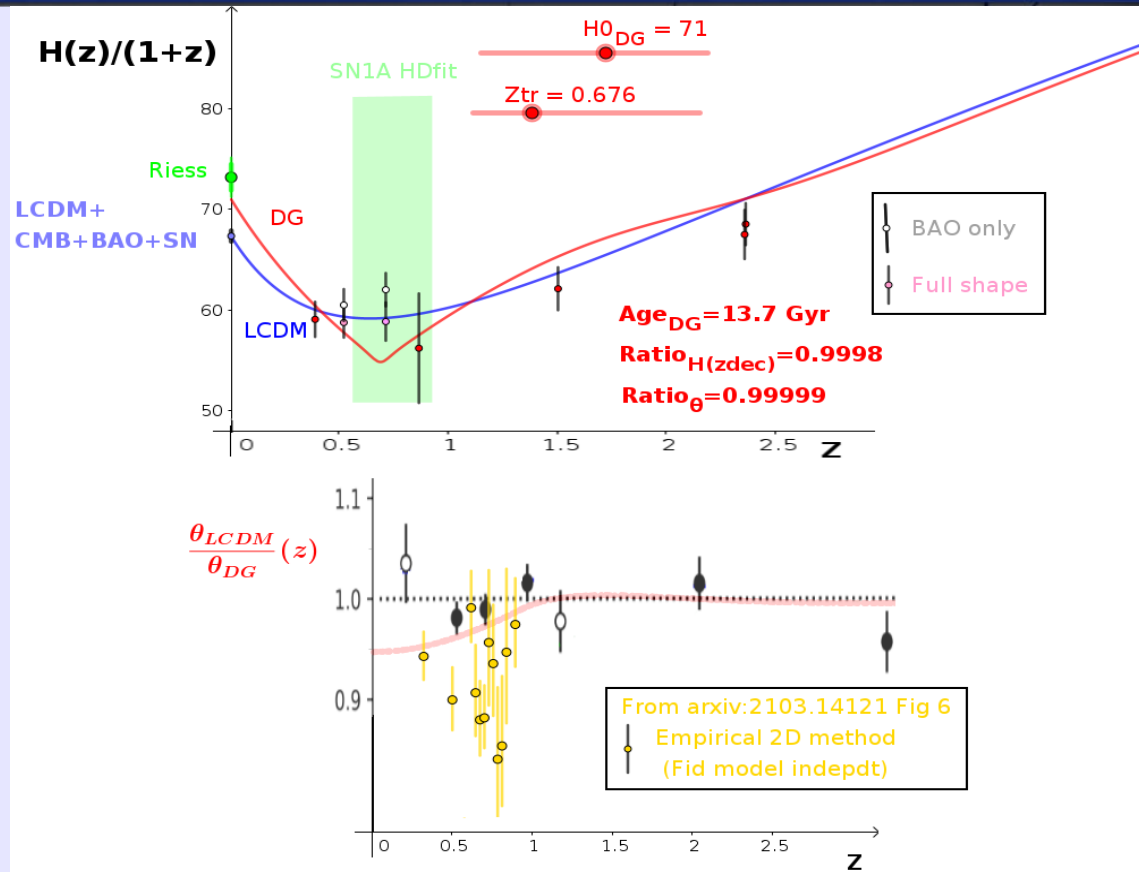 H(z)/(1+z)
H0DG = 71
SN1A HDfit
Ztr = 0.676
80
Riess
70
LCDM+
CMB+BAO+SN
DG
BAO only
Full shape
60
LCDM
AgeDG=13.7 Gyr
RatioH(zdec)=0.9998
Ratioθ=0.99999
50
0 0.5 1 1.5 2 2.5 z
1.1
θLCDM/θDG (z)
1.0
0.9
From arxiv:2103.14121 Fig 6
Empirical 2D method
(Fid model indepdt)
0 0.5 1 1.5 2 2.5 z